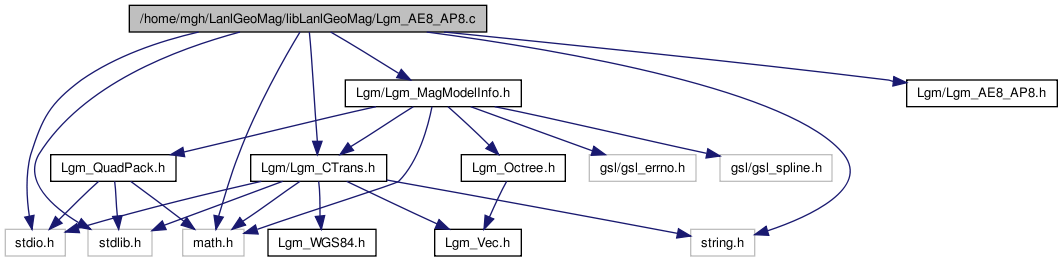 /home/mgh/LanlGeoMag/libLanlGeoMag/Lgm_AE8_AP8.c
Lgm/Lgm_MagModelInfo.h
Lgm/Lgm_AE8_AP8.h
Lgm_QuadPack.h
Lgm/Lgm_CTrans.h
Lgm_Octree.h
gsl/gsl_errno.h
gsl/gsl_spline.h
stdio.h
stdlib.h
math.h
Lgm_WGS84.h
Lgm_Vec.h
string.h